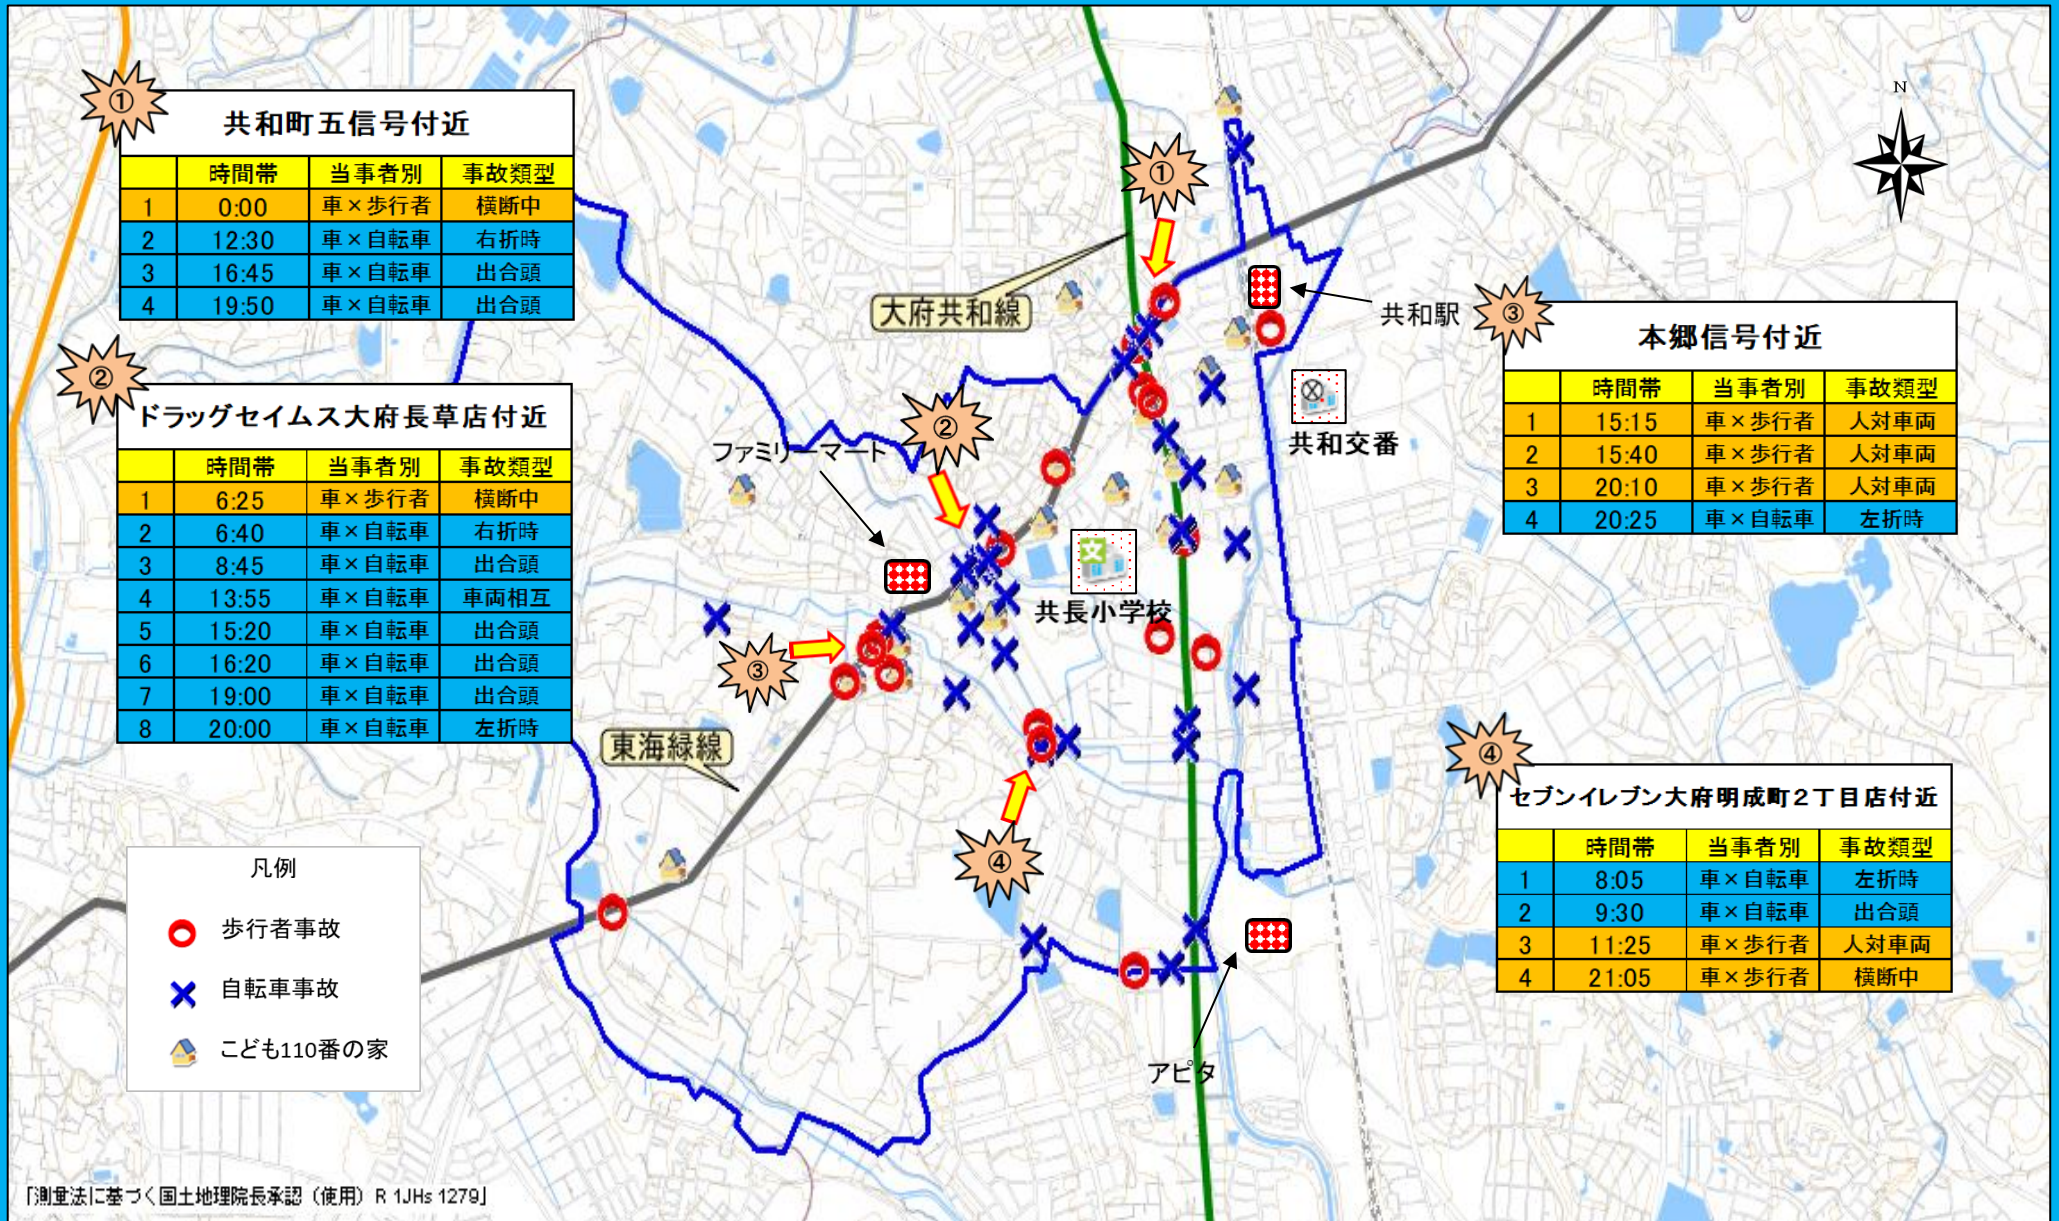 ①
共和町五信号付近
時間帯 当事者別 事故類型
1 0:00 車×歩行者 横断中
2 12:30 車×自転車 右折時
3 16:45 車×自転車 出合頭
4 19:50 車×自転車 出合頭
②
ドラッグセイムス大府長草店付近
時間帯 当事者別 事故類型
1 6:25 車×歩行者 横断中
2 6:40 車×自転車 右折時
3 8:45 車×自転車 出合頭
4 13:55 車×自転車 車両相互
5 15:20 車×自転車 出合頭
6 16:20 車×自転車 出合頭
7 19:00 車×自転車 出合頭
8 20:00 車×自転車 左折時
凡例
歩行者事故
自転車事故
こども110番の家
「測量法に基づく国土地理院長承認（使用）R 1JHs 1279」
①
大府共和線
②
ファミリーマート
③
東海緑線
④
共長小学校
文
アピタ
共和駅
共和交番
N
③
本郷信号付近
時間帯 当事者別 事故類型
1 15:15 車×歩行者 人対車両
2 15:40 車×歩行者 人対車両
3 20:10 車×歩行者 人対車両
4 20:25 車×自転車 左折時
④
セブンイレブン大府明成町２丁目店付近
時間帯 当事者別 事故類型
1 8:05 車×自転車 左折時
2 9:30 車×自転車 出合頭
3 11:25 車×歩行者 人対車両
4 21:05 車×歩行者 横断中